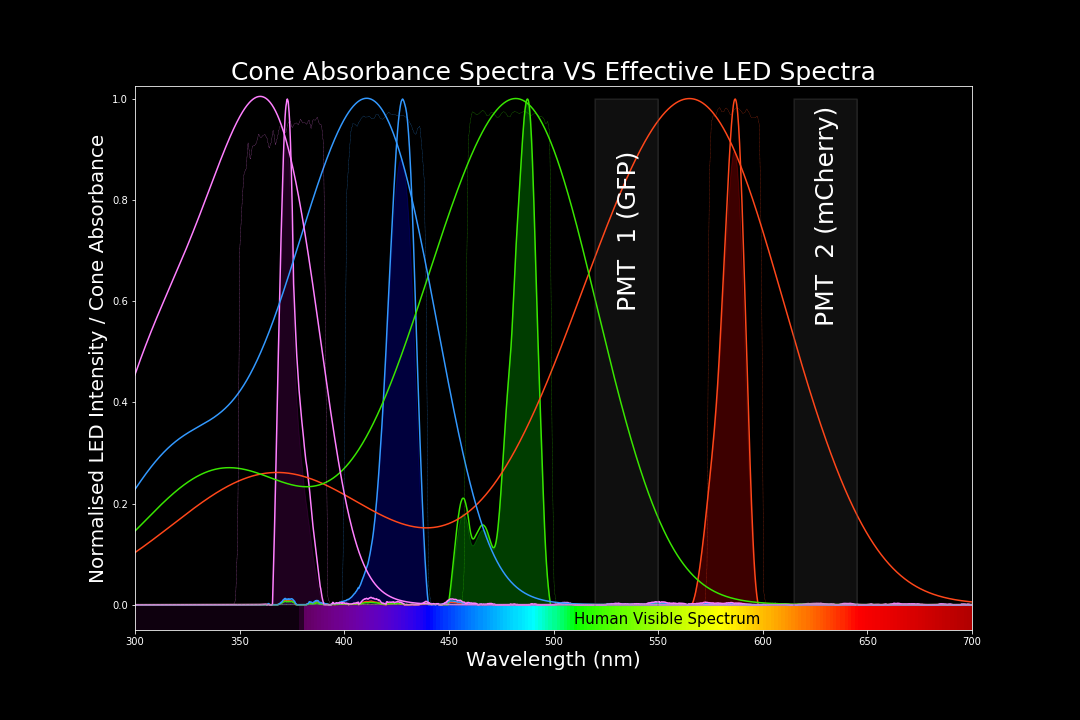 Cone Absorbance Spectra VS Effective LED Spectra
Normalised LED Intensity / Cone Absorbance
1.0
0.8
0.6
0.4
0.2
0.0
PMT 1 (GFP)
PMT 2 (mCherry)
Human Visible Spectrum
300 350 400 450 500 550 600 650 700
Wavelength (nm)